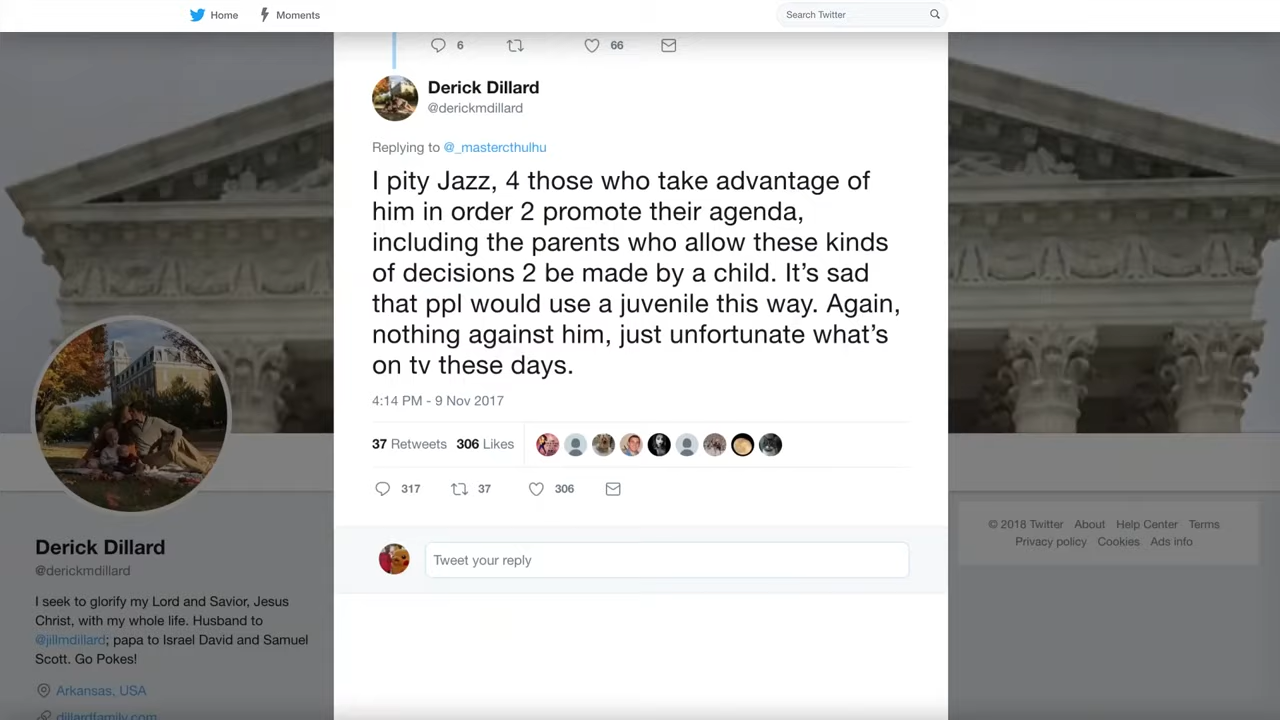 Home Moments Search Twitter
6 66
Derick Dillard
@derickmdillard
Replying to @_mastercthulhu
I pity Jazz, 4 those who take advantage of
him in order 2 promote their agenda,
including the parents who allow these kinds
of decisions 2 be made by a child. It's sad
that ppl would use a juvenile this way. Again,
nothing against him, just unfortunate what's
on tv these days.
4:14 PM - 9 Nov 2017
37 Retweets 306 Likes
317 37 306
Tweet your reply
Derick Dillard
@derickmdillard
I seek to glorify my Lord and Savior, Jesus
Christ, with my whole life. Husband to
@jillmdillard; papa to Israel David and Samuel
Scott. Go Pokes!
Arkansas, USA
dillardfamily.com
© 2018 Twitter About Help Center Terms
Privacy policy Cookies Ads info